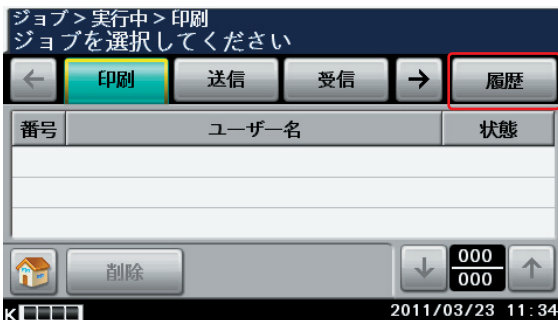 ジョブ > 実行中 > 印刷
ジョブを選択してください
← 印刷 送信 受信 → 履歴
番号 ユーザー名 状態
削除 ↓ 000 ↑
000
K 2011/03/23 11:34